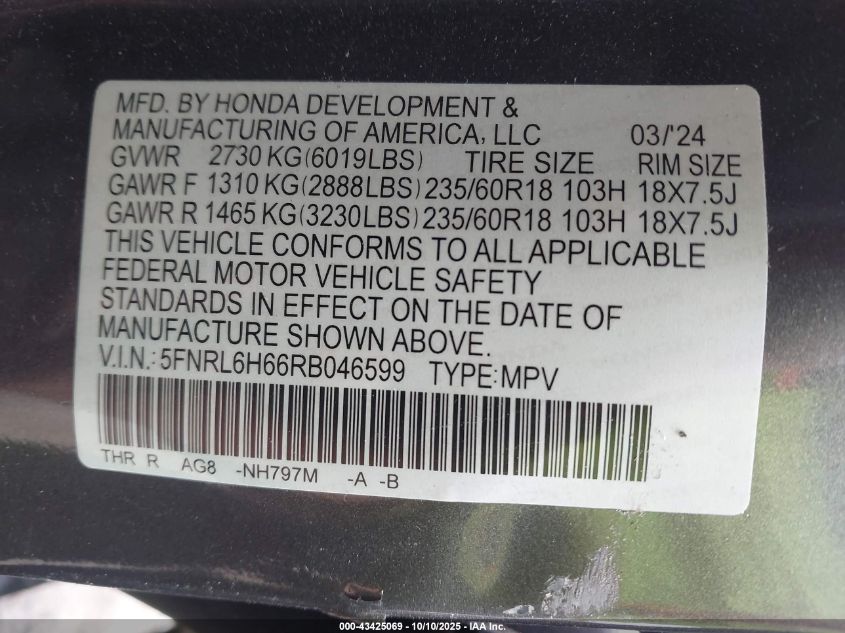 MFD. BY HONDA DEVELOPMENT &
MANUFACTURING OF AMERICA, LLC 03/'24
GVWR 2730 KG(6019LBS) TIRE SIZE RIM SIZE
GAWR F 1310 KG(2888LBS) 235/60R18 103H 18X7.5J
GAWR R 1465 KG(3230LBS) 235/60R18 103H 18X7.5J
THIS VEHICLE CONFORMS TO ALL APPLICABLE
FEDERAL MOTOR VEHICLE SAFETY
STANDARDS IN EFFECT ON THE DATE OF
MANUFACTURE SHOWN ABOVE.
V.I.N.: 5FNRL6H66RB046599 TYPE: MPV
THR R AG8 -NH797M -A -B
000-43425069 - 10/10/2025 - IAA Inc.